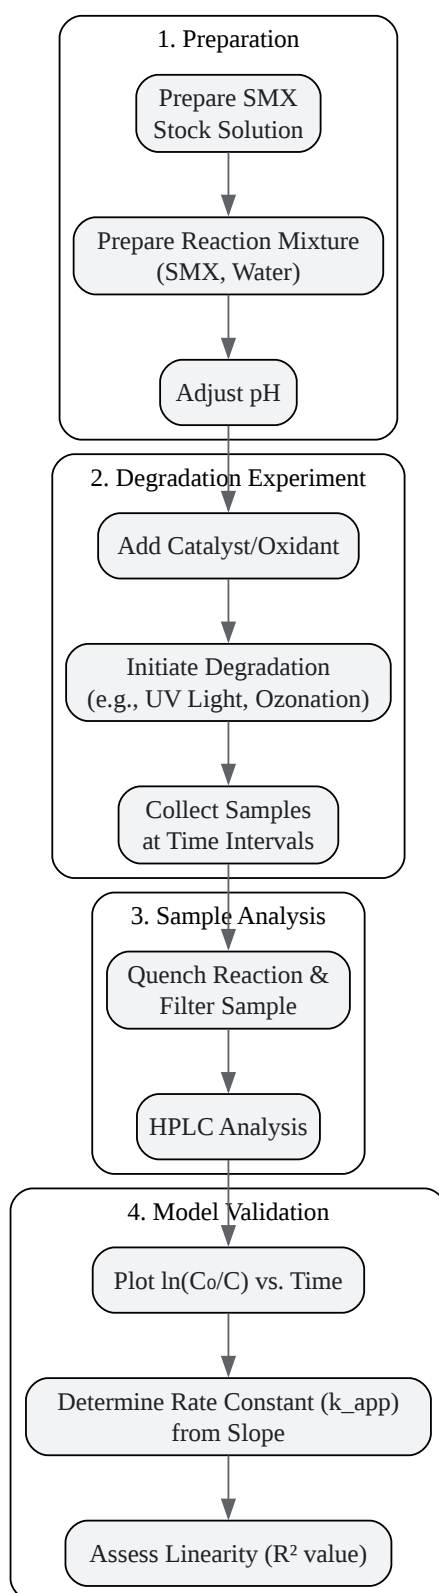 1. Preparation
Prepare SMX
Stock Solution
Prepare Reaction Mixture
(SMX, Water)
Adjust pH
2. Degradation Experiment
Add Catalyst/Oxidant
Initiate Degradation
(e.g., UV Light, Ozonation)
Collect Samples
at Time Intervals
3. Sample Analysis
Quench Reaction &
Filter Sample
HPLC Analysis
4. Model Validation
Plot ln(C₀/C) vs. Time
Determine Rate Constant (k_app)
from Slope
Assess Linearity (R² value)